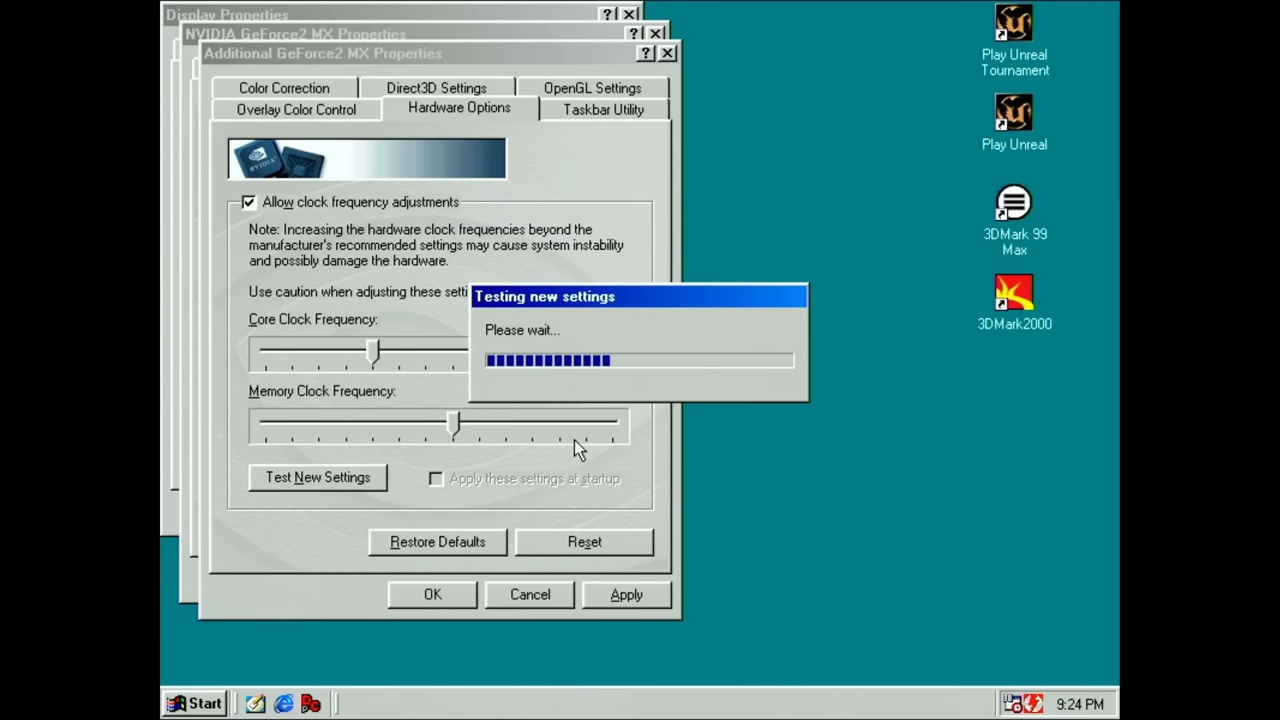 Display Properties
NVIDIA GeForce2 MX Properties
Additional GeForce2 MX Properties
Color Correction
Direct3D Settings
OpenGL Settings
Overlay Color Control
Hardware Options
Taskbar Utility
NVIDIA
Allow clock frequency adjustments
Note: Increasing the hardware clock frequencies beyond the
manufacturer's recommended settings may cause system instability
and possibly damage the hardware.
Use caution when adjusting these setti
Core Clock Frequency:
Memory Clock Frequency:
Test New Settings
Apply these settings at startup
Restore Defaults
Reset
OK
Cancel
Apply
Testing new settings
Please wait...
Play Unreal
Tournament
Play Unreal
3DMark 99
Max
3DMark2000
Start
9:24 PM